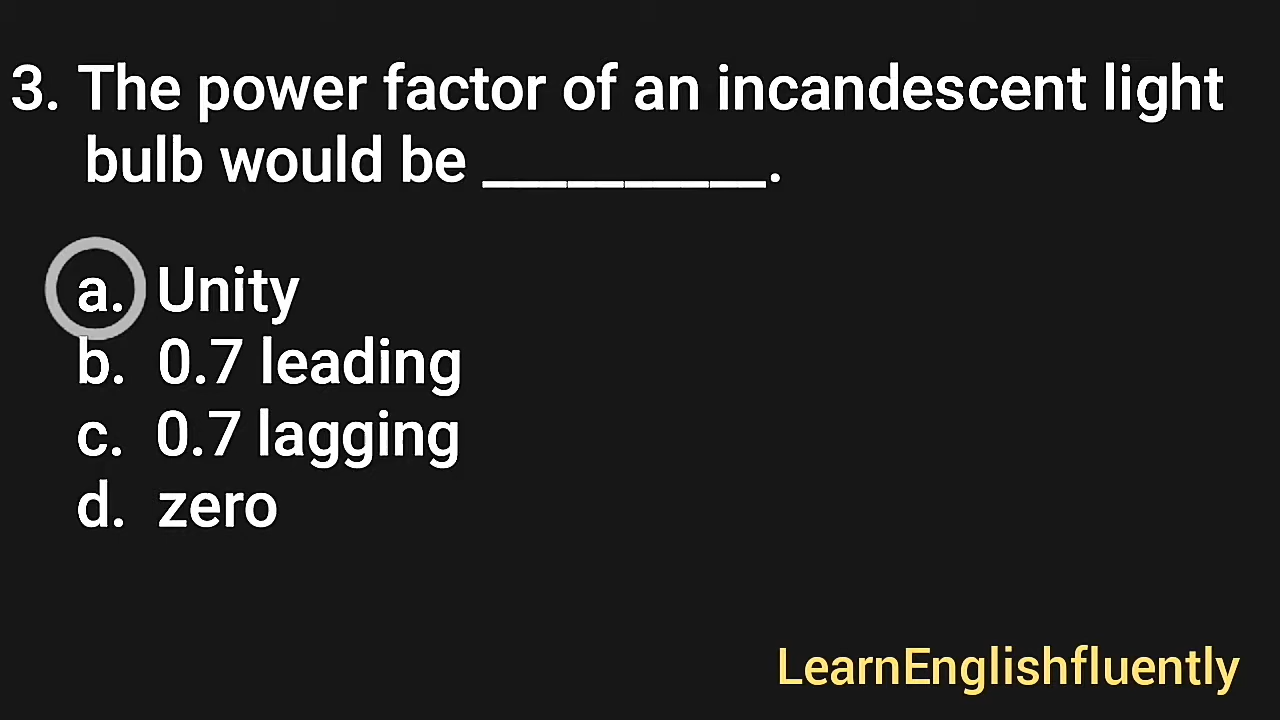 3. The power factor of an incandescent light
bulb would be __________.
a. Unity
b. 0.7 leading
c. 0.7 lagging
d. zero
LearnEnglishfluently